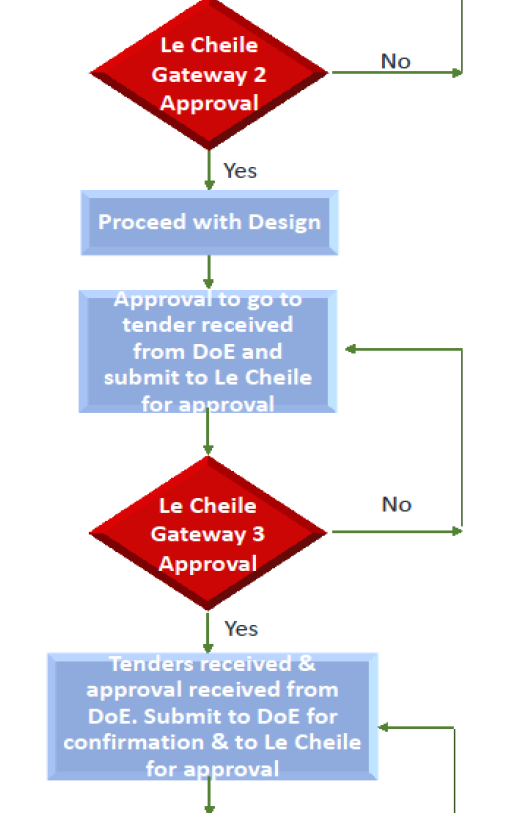 Le Cheile
Gateway 2
Approval
No
Yes
Proceed with Design
Approval to go to
tender received
from DoE and
submit to Le Cheile
for approval
Le Cheile
Gateway 3
Approval
No
Yes
Tenders received &
approval received from
DoE. Submit to DoE for
confirmation & to Le Cheile
for approval